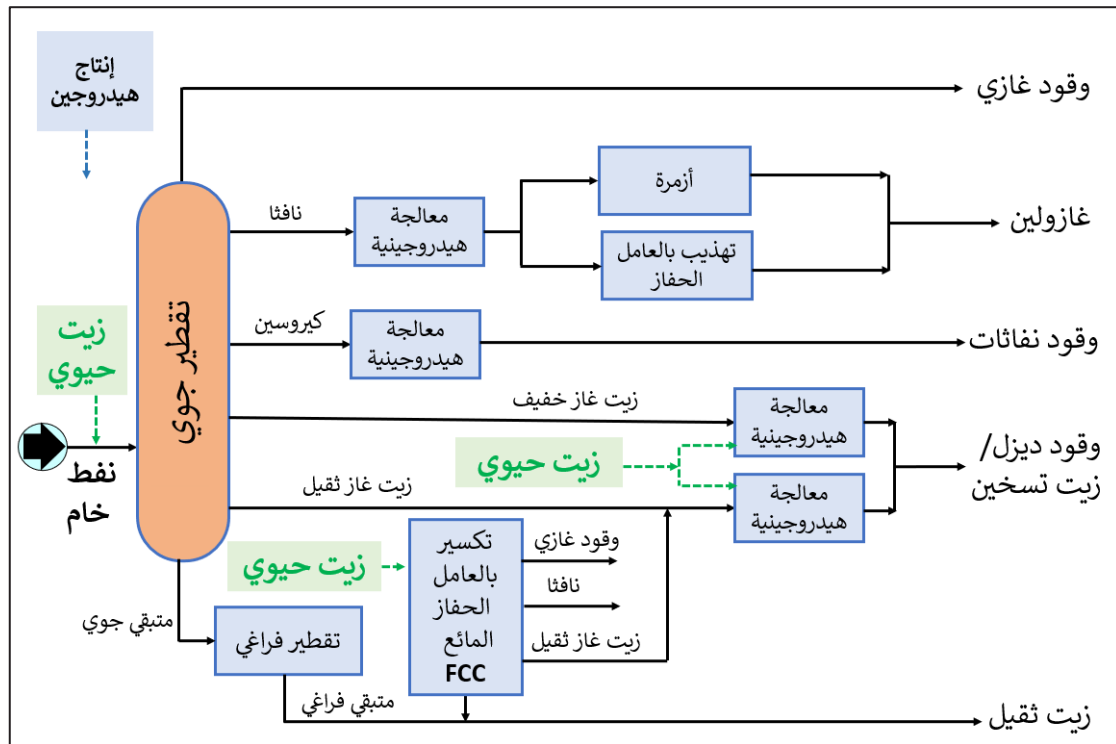 إنتاج
هيدروجين
وقود غازي
أزمرة
نافثا
معالجة
هيدروجينية
غازولين
تهذيب بالعامل
الحفاز
تقطير جوي
زيت
حيوي
كيروسين
معالجة
هيدروجينية
وقود نفاثات
زيت غاز خفيف
معالجة
هيدروجينية
نفط
خام
زيت حيوي
وقود ديزل/
زيت تسخين
زيت غاز ثقيل
معالجة
هيدروجينية
زيت حيوي
تكسير
بالعامل
الحفاز
المائع
FCC
وقود غازي
نافثا
زيت غاز ثقيل
متبقي جوي
تقطير فراغي
متبقي فراغي
زيت ثقيل